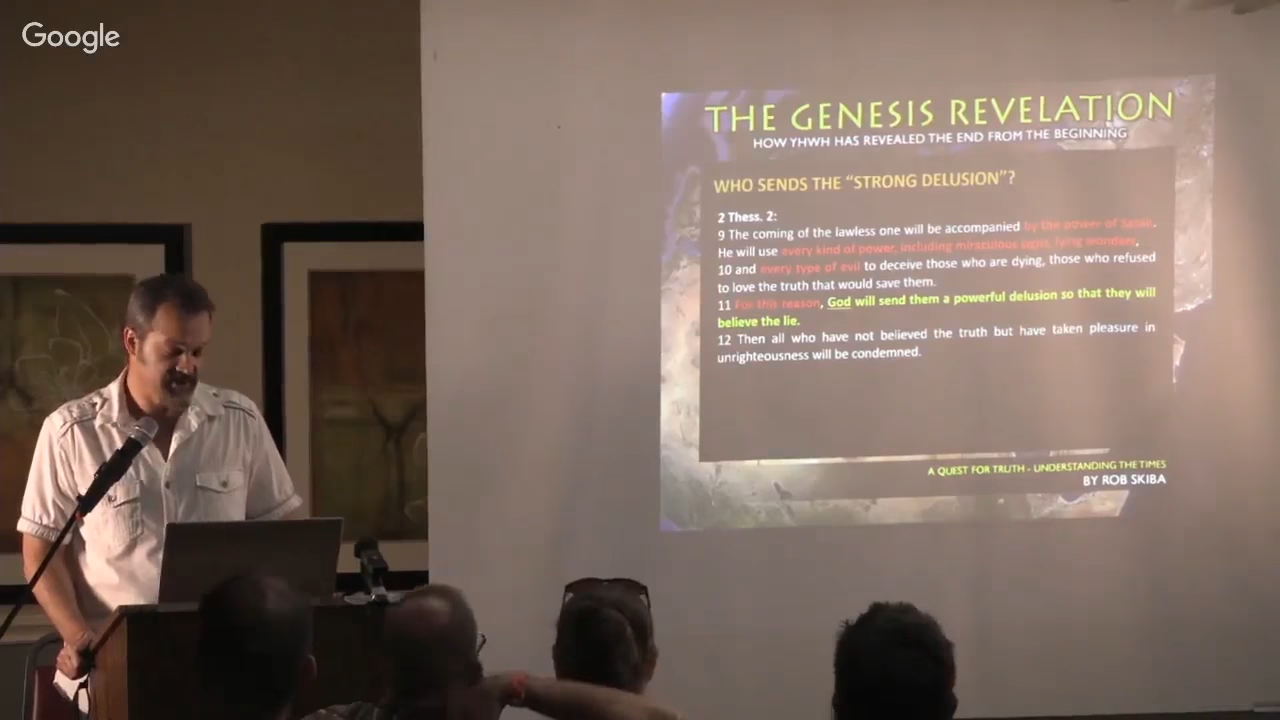 Google
THE GENESIS REVELATION
HOW YHWH HAS REVEALED THE END FROM THE BEGINNING
WHO SENDS THE “STRONG DELUSION”?
2 Thess. 2:
9 The coming of the lawless one will be accompanied by the power of Satan.
He will use every kind of power, including miraculous signs, lying wonders,
10 and every type of evil to deceive those who are dying, those who refused
to love the truth that would save them.
11 For this reason, God will send them a powerful delusion so that they will
believe the lie.
12 Then all who have not believed the truth but have taken pleasure in
unrighteousness will be condemned.
A QUEST FOR TRUTH - UNDERSTANDING THE TIMES
BY ROB SKIBA